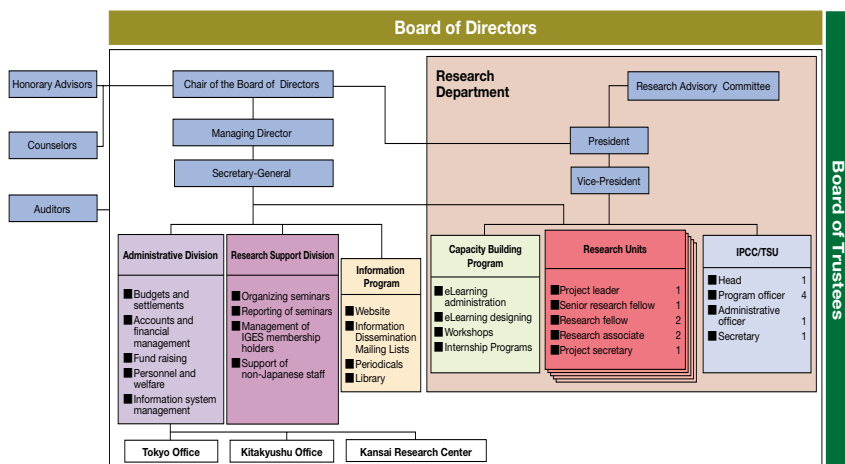 Board of Directors
Board of Trustees
Honorary Advisors
Counselors
Auditors
Chair of the Board of Directors
Managing Director
Secretary-General
Research
Department
Research Advisory Committee
President
Vice-President
Administrative Division
■ Budgets and
settlements
■ Accounts and
financial
management
■ Fund raising
■ Personnel and
welfare
■ Information system
management
Research Support Division
■ Organizing seminars
■ Reporting of seminars
■ Management of
IGES membership
holders
■ Support of
non-Japanese staff
Information
Program
■ Website
■ Information
Dissemination
Mailing Lists
■ Periodicals
■ Library
Capacity Building
Program
■ eLearning
administration
■ eLearning designing
■ Workshops
■ Internship Programs
Research Units
■ Project leader 1
■ Senior research fellow 1
■ Research fellow 2
■ Research associate 2
■ Project secretary 1
IPCC/TSU
■ Head 1
■ Program officer 4
■ Administrative
officer 1
■ Secretary 1
Tokyo Office
Kitakyushu Office
Kansai Research Center